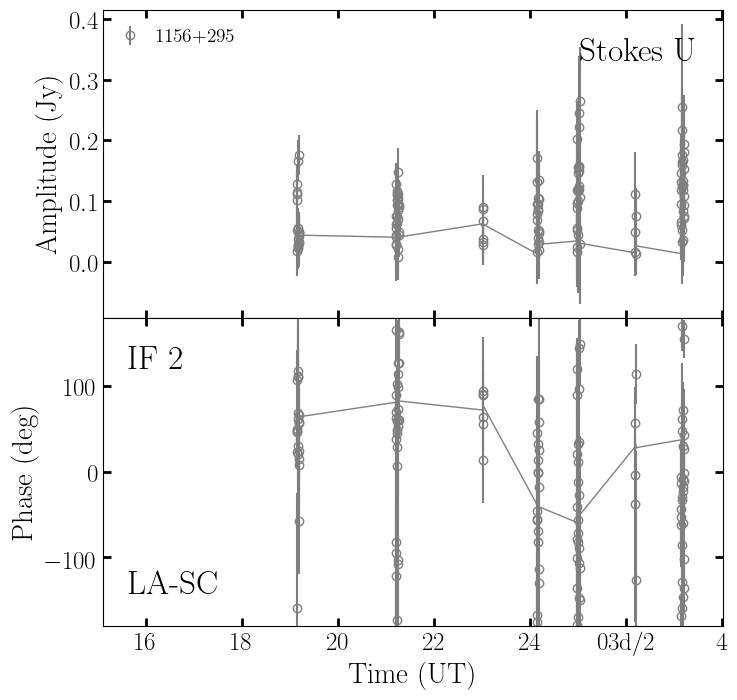 0.4
1156+295
Stokes U
0.3
0.2
0.1
0.0
Amplitude (Jy)
IF 2
100
0
−100
Phase (deg)
LA-SC
16 18 20 22 24 03d/2 4
Time (UT)